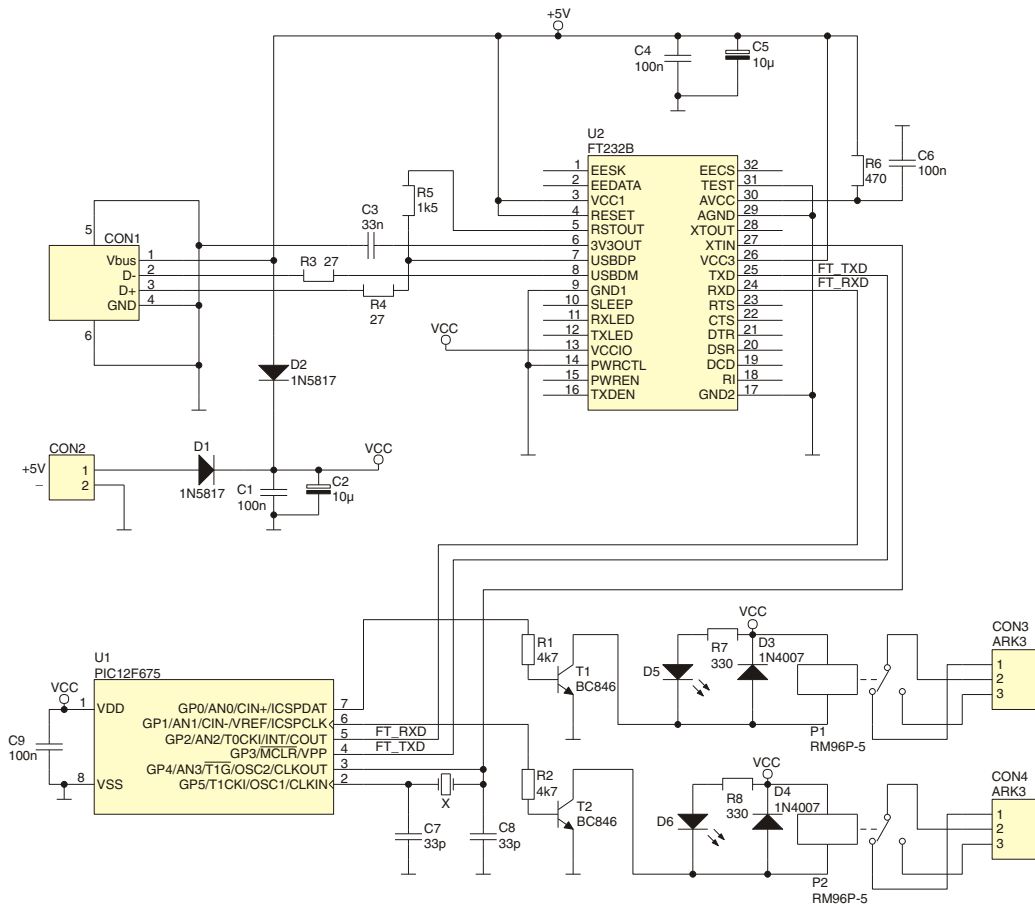 +5V
C4
100n
C5
10µ
U2
FT232B
1 EESK EECS 32
2 EEDATA TEST 31
3 VCC1 AVCC 30
4 RESET AGND 29
5 RSTOUT XTOUT 28
6 3V3OUT XTIN 27
7 USBDP VCC3 26
8 USBDM TXD 25
9 GND1 RXD 24
10 SLEEP RTS 23
11 RXLED CTS 22
12 TXLED DTR 21
13 VCCIO DSR 20
14 PWRCTL DCD 19
15 PWREN RI 18
16 TXDEN GND2 17
R6
470
C6
100n
FT_TXD
FT_RXD
R5
1k5
C3
33n
R3 27
R4
27
5
CON1
Vbus 1
D- 2
D+ 3
GND 4
6
VCC
D2
1N5817
CON2
+5V 1
– 2
D1
1N5817
VCC
C1
100n
C2
10µ
U1
PIC12F675
VCC
C9
100n
1 VDD
8 VSS
GP0/AN0/CIN+/ICSPDAT 7
GP1/AN1/CIN-/VREF/ICSPCLK 6
GP2/AN2/T0CKI/INT/COUT 5
GP3/MCLR/VPP 4
GP4/AN3/T1G/OSC2/CLKOUT 3
GP5/T1CKI/OSC1/CLKIN 2
FT_RXD
FT_TXD
X
C7
33p
C8
33p
R1
4k7
T1
BC846
D5
R7
330
VCC
D3
1N4007
P1
RM96P-5
CON3
ARK3
1
2
3
R2
4k7
T2
BC846
D6
R8
330
VCC
D4
1N4007
P2
RM96P-5
CON4
ARK3
1
2
3